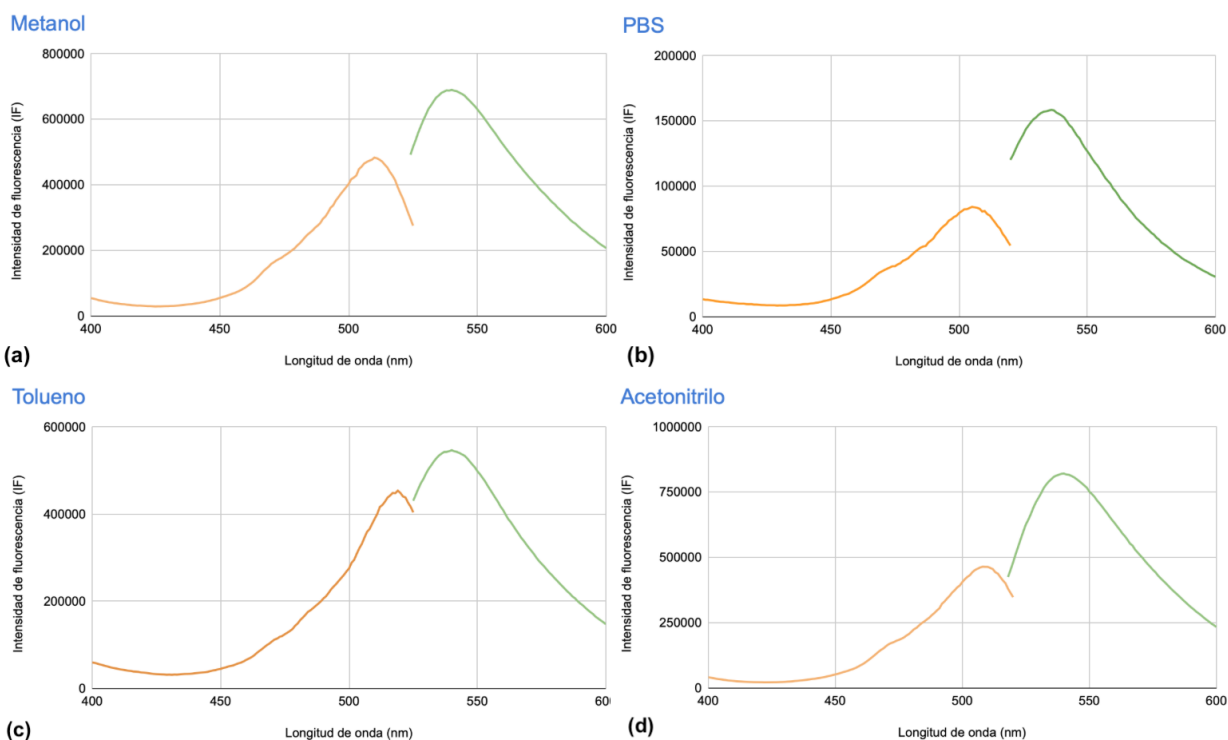 Metanol
Intensidad de fluorescencia (IF)
800000
600000
400000
200000
0
400
450
500
550
600
Longitud de onda (nm)
(a)
PBS
Intensidad de fluorescencia (IF)
200000
150000
100000
50000
0
400
450
500
550
600
Longitud de onda (nm)
(b)
Tolueno
Intensidad de fluorescencia (IF)
600000
400000
200000
0
400
450
500
550
600
Longitud de onda (nm)
(c)
Acetonitrilo
Intensidad de fluorescencia (IF)
1000000
750000
500000
250000
0
400
450
500
550
600
Longitud de onda (nm)
(d)